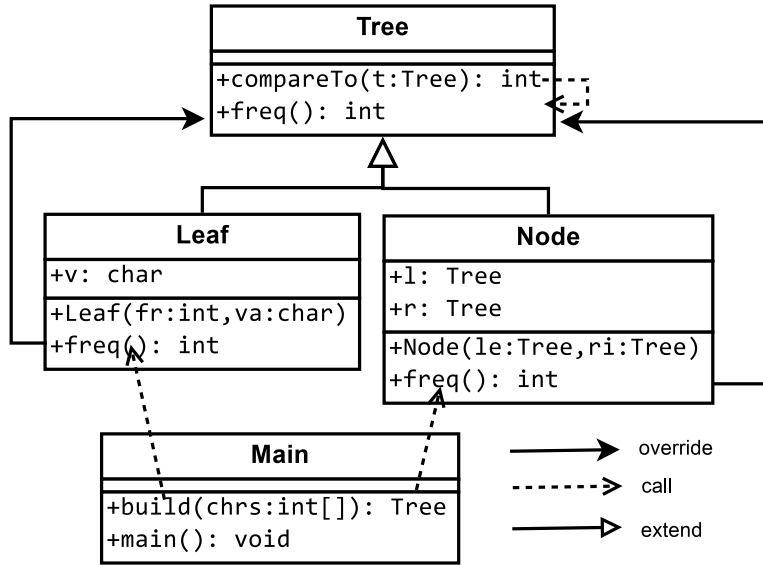 Tree
+compareTo(t:Tree): int
+freq(): int
Leaf
+v: char
+Leaf(fr:int,va:char)
+freq(): int
Node
+l: Tree
+r: Tree
+Node(le:Tree,ri:Tree)
+freq(): int
Main
+build(chrs:int[]): Tree
+main(): void
override
call
extend